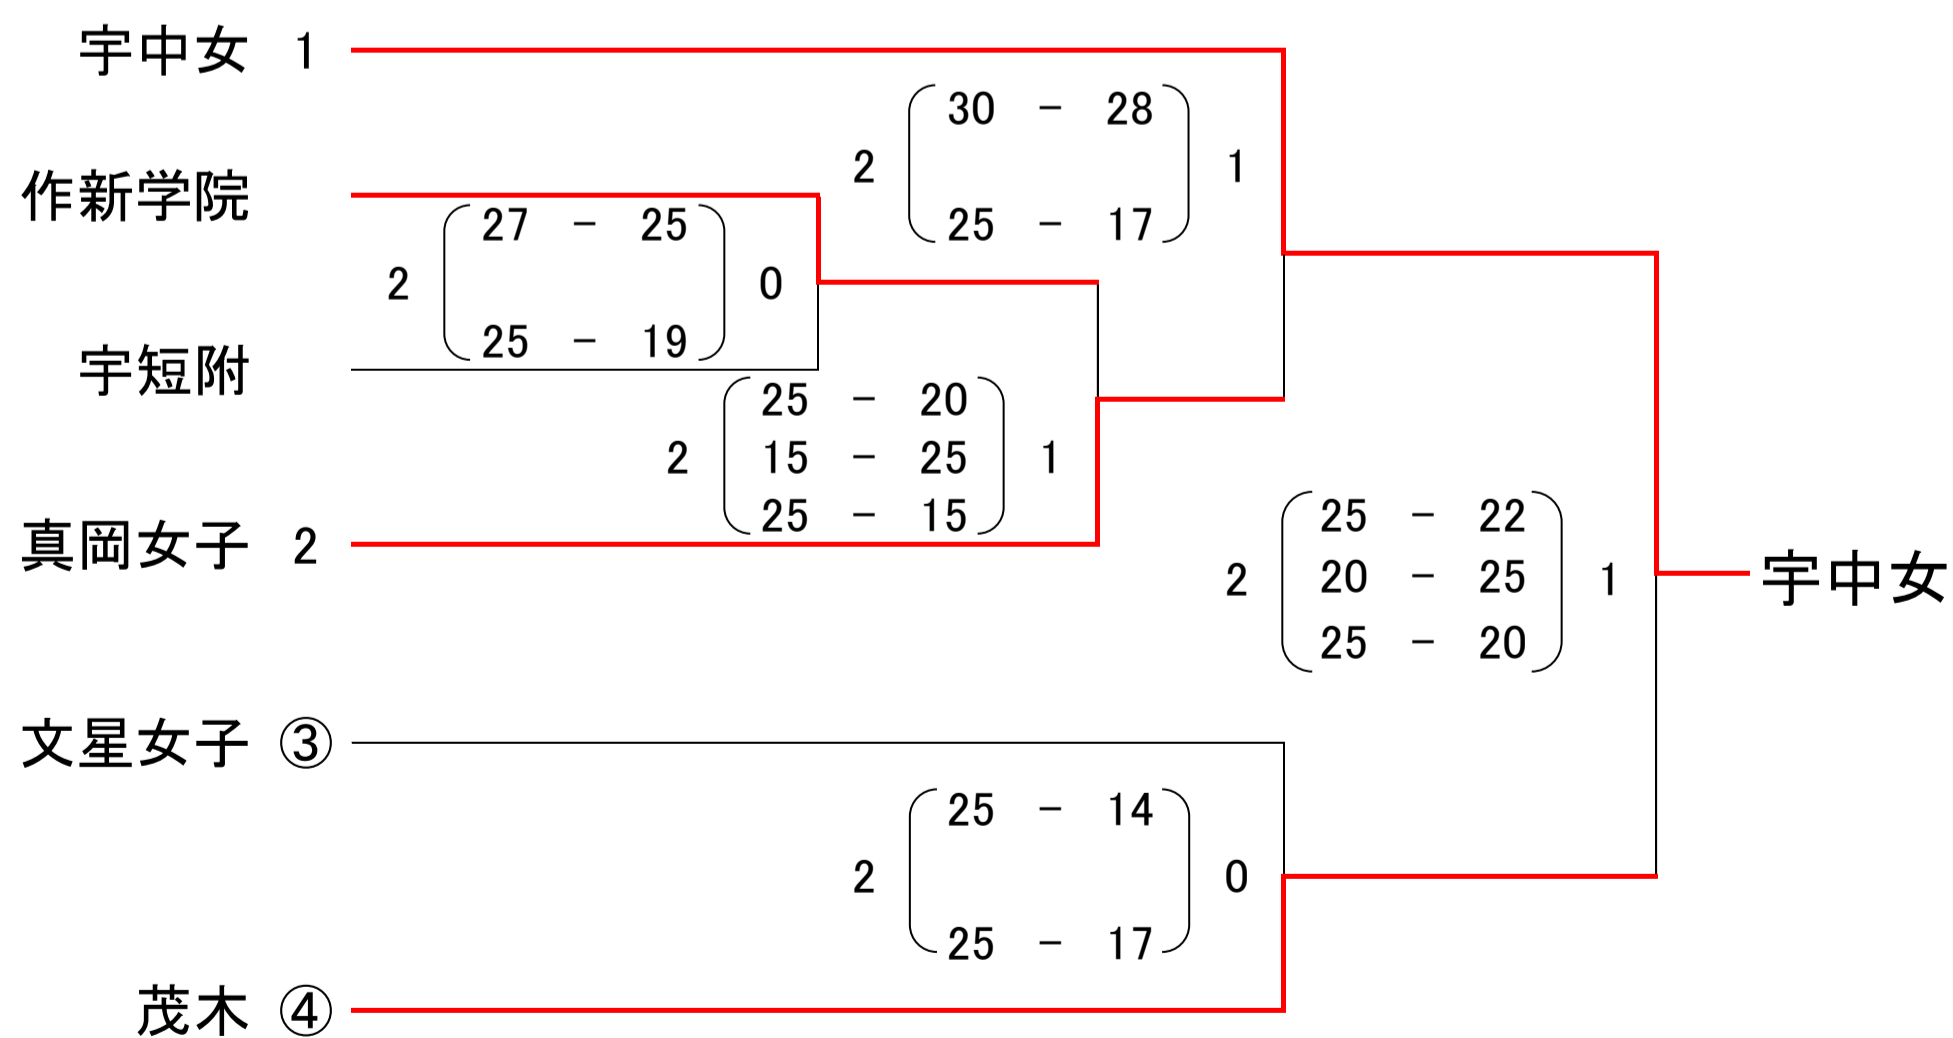 宇中女 1
30 － 28
2 1
25 － 17
作新学院
27 － 25
2 0
25 － 19
宇短附
25 － 20
2 15 － 25 1
25 － 15
真岡女子 2
25 － 22
2 20 － 25 1
25 － 20
宇中女
文星女子 ③
25 － 14
2 0
25 － 17
茂木 ④